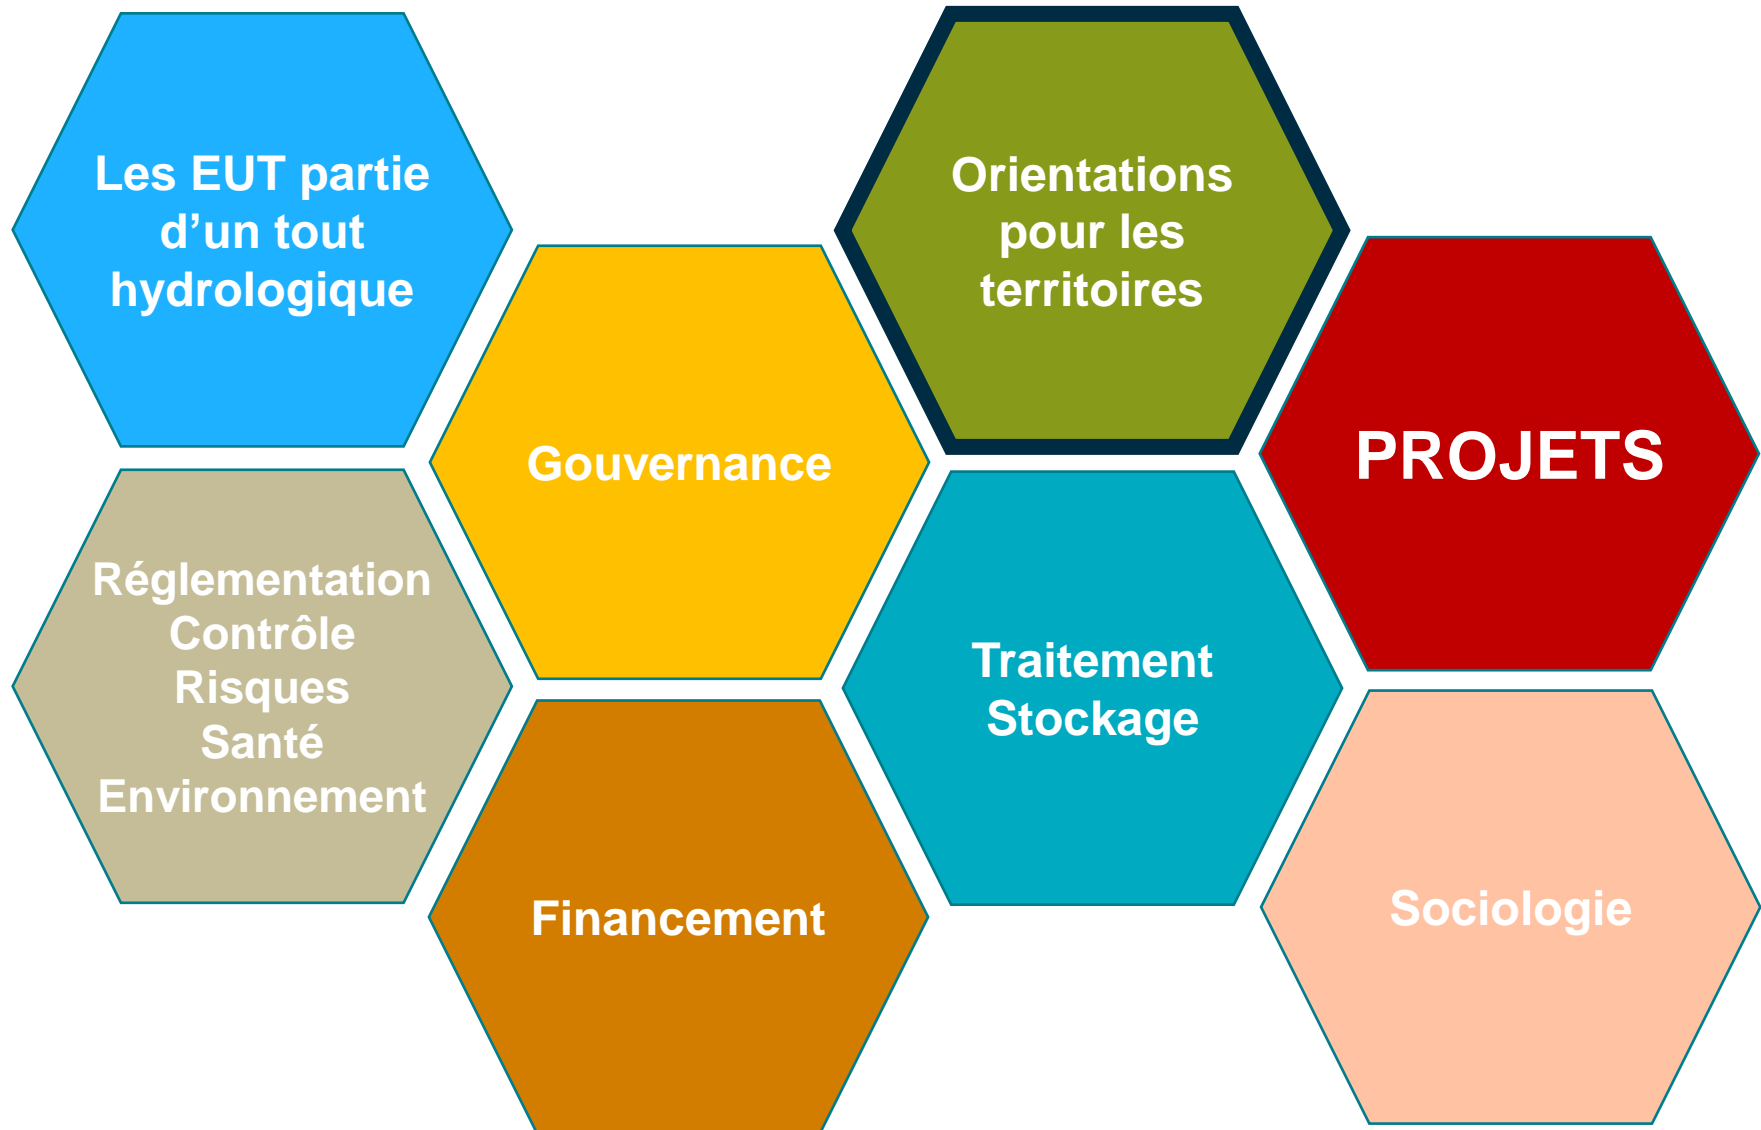 Les EUT partie
d’un tout
hydrologique
Orientations
pour les
territoires
Gouvernance
PROJETS
Réglementation
Contrôle
Risques
Santé
Environnement
Traitement
Stockage
Financement
Sociologie